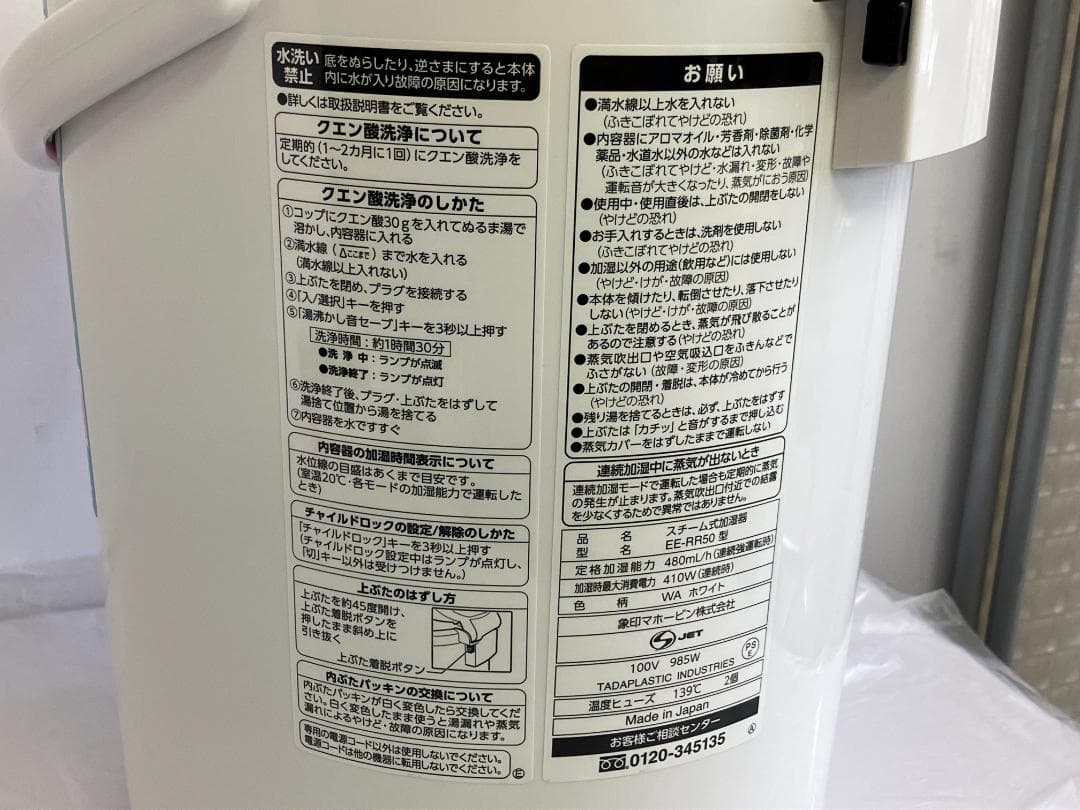 水洗い
禁止
底をぬらしたり、逆さまにすると本体
内に水が入り故障の原因になります。
●詳しくは取扱説明書をご覧ください。
クエン酸洗浄について
定期的(1〜2カ月に1回)にクエン酸洗浄を
してください。
クエン酸洗浄のしかた
①コップにクエン酸30gを入れてぬるま湯で
溶かし、内容器に入れる
②満水線(△ここまで)まで水を入れる
(満水線以上入れない)
③上ぶたを閉め、プラグを接続する
④「入/選択」キーを押す
⑤「湯沸かし音セーブ」キーを3秒以上押す
洗浄時間：約1時間30分
●洗浄中：ランプが点滅
●洗浄終了：ランプが点灯
⑥洗浄終了後、プラグ・上ぶたをはずして
湯捨て位置から湯を捨てる
⑦内容器を水ですすぐ
内容器の加湿時間表示について
水位線の目盛はあくまで目安です。
(室温20℃・各モードの加湿能力で運転した
とき)
チャイルドロックの設定/解除のしかた
「チャイルドロック」キーを3秒以上押す
(チャイルドロック設定中はランプが点灯し、
「切」キー以外は受けつけません。)
上ぶたのはずし方
上ぶたを約45度開け、
上ぶた着脱ボタンを
押したまま斜め上に
引き抜く
上ぶた着脱ボタン
内ぶたパッキンの交換について
内ぶたパッキンが白く変色したら交換してくだ
さい。白く変色したまま使うと湯漏れや蒸気
漏れによるやけど・故障の原因になります。
専用の電源コード以外は使用しないでください。
電源コードは他の機器に転用しないでください。
Ⓔ
お願い
●満水線以上水を入れない
(ふきこぼれてやけどの恐れ)
●内容器にアロマオイル・芳香剤・除菌剤・化学
薬品・水道水以外の水などは入れない
(ふきこぼれてやけど・水漏れ・変形・故障や
運転音が大きくなったり、蒸気がにおう原因)
●使用中・使用直後は、上ぶたの開閉をしない
(やけどの恐れ)
●お手入れするときは、洗剤を使用しない
(ふきこぼれてやけどの恐れ)
●加湿以外の用途(飲用など)には使用しない
(やけど・けが・故障の原因)
●本体を傾けたり、転倒させたり、落下させたり
しない(やけど・けが・故障の原因)
●上ぶたを閉めるとき、蒸気が飛び散ることが
あるので注意する(やけどの恐れ)
●蒸気吹出口や空気吸込口をふきんなどで
ふさがない(故障・変形の原因)
●上ぶたの開閉・着脱は、本体が冷めてから行う
(やけどの恐れ)
●残り湯を捨てるときは、必ず、上ぶたをはずす
●上ぶたは「カチッ」と音がするまで押し込む
●蒸気カバーをはずしたままで運転しない
連続加湿中に蒸気が出ないとき
連続加湿モードで運転した場合も定期的に蒸気
の発生が止まります。蒸気吹出口付近での結露
を少なくするためで異常ではありません。
品名 スチーム式加湿器
型名 EE-RR50型
定格加湿能力 480mL/h(連続強運転時)
加湿時最大消費電力 410W(連続時)
色柄 WA ホワイト
象印マホービン株式会社
JET
100V 985W
PS
E
TADAPLASTIC INDUSTRIES
温度ヒューズ 139℃ 2個
Made in Japan
お客様ご相談センター
0120-345135
Ⓐ